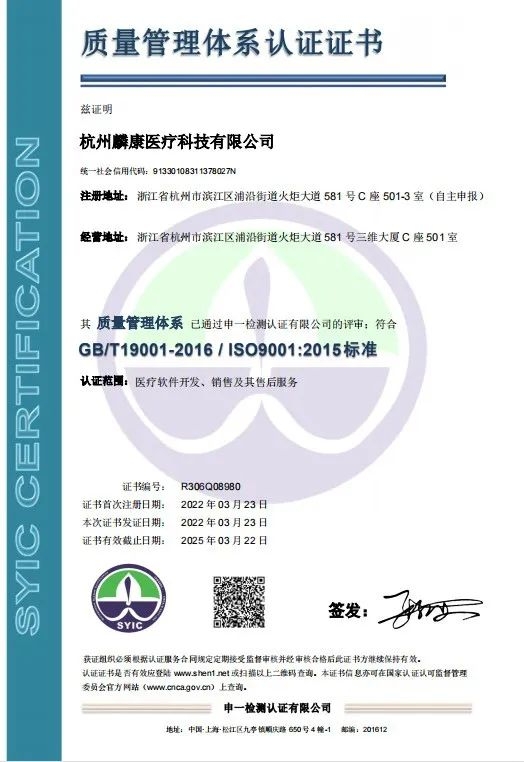 质量管理体系认证证书
兹证明
杭州麟康医疗科技有限公司
统一社会信用代码：91330108311378027N
注册地址：浙江省杭州市滨江区浦沿街道火炬大道 581 号 C 座 501-3 室（自主申报）
经营地址：浙江省杭州市滨江区浦沿街道火炬大道 581 号三维大厦 C 座 501 室
其 质量管理体系 已通过申一检测认证有限公司的评审：符合
GB/T19001-2016 / ISO9001:2015标准
认证范围：医疗软件开发、销售及其售后服务
证书编号： R306Q08980
证书首次注册日期： 2022 年 03 月 23 日
本次证书发证日期： 2022 年 03 月 23 日
证书有效截止日期： 2025 年 03 月 22 日
SYIC CERTIFICATION
SYIC
签发：
获证组织必须根据认证服务合同规定定期接受监督审核并经审核合格后此证书方继续保持有效。
认证证书是否有效应登陆 www.shen1.net 或扫描以上二维码查询。本证书信息亦可在国家认证认可监督管理
委员会官方网站（www.cnca.gov.cn）上查询。
申一检测认证有限公司
地址：中国·上海·松江区九亭镇顺庆路 650 号 4 幢-1 邮编：201612